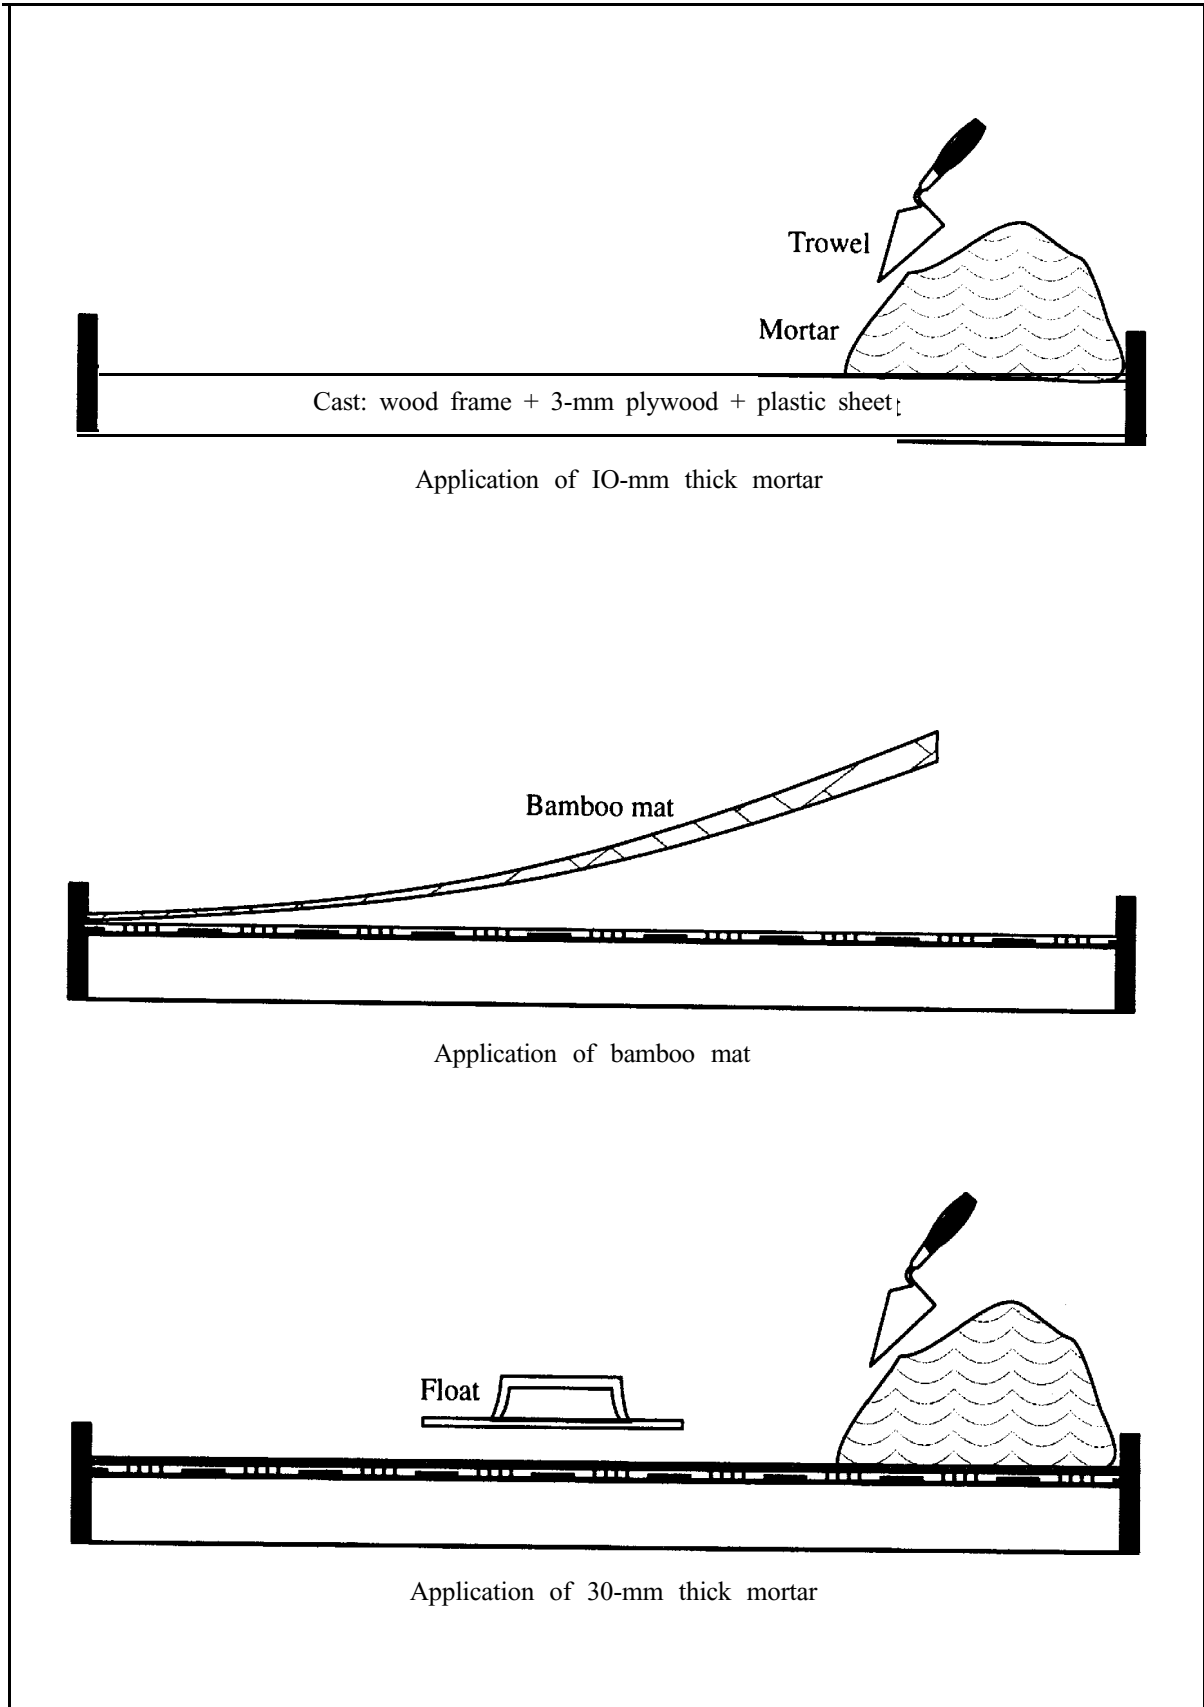 Trowel
Mortar
Cast: wood frame + 3-mm plywood + plastic sheet
Application of IO-mm thick mortar
Bamboo mat
Application of bamboo mat
Float
Application of 30-mm thick mortar